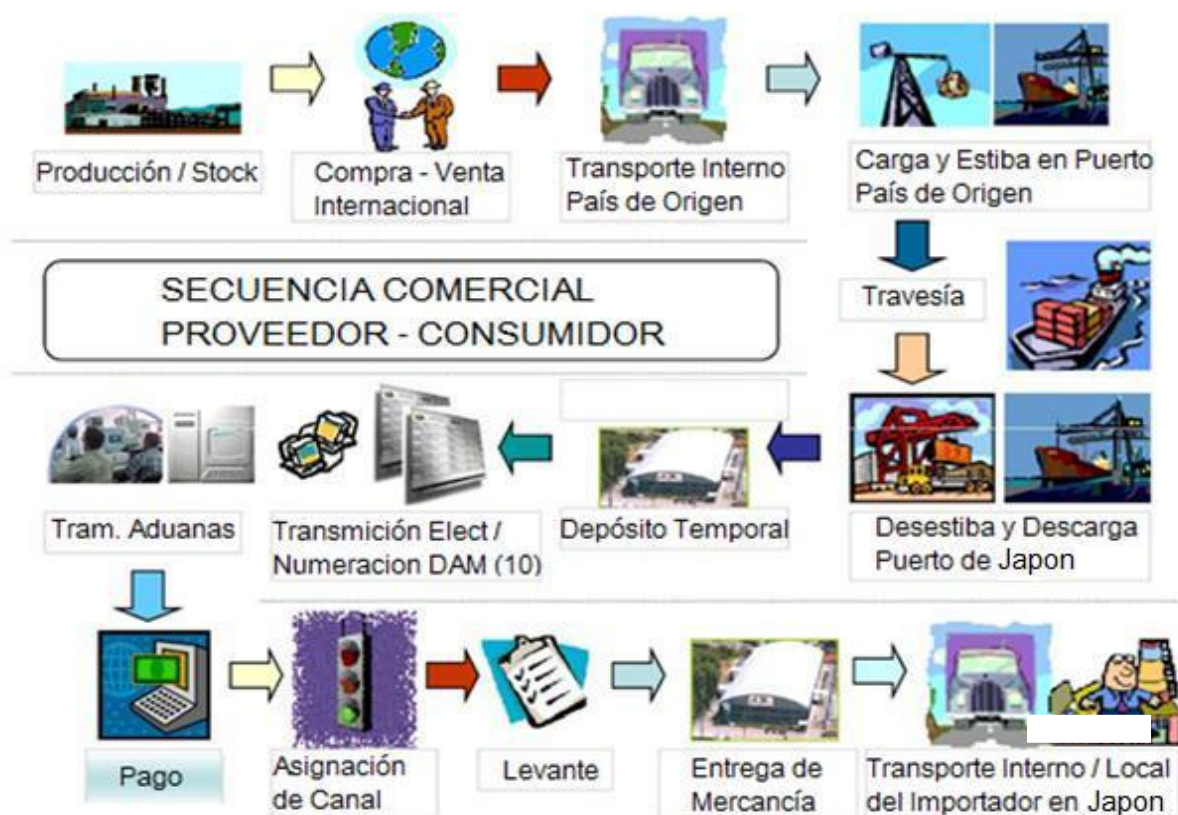 Producción / Stock
Compra - Venta
Internacional
Transporte Interno
País de Origen
Carga y Estiba en Puerto
País de Origen
SECUENCIA COMERCIAL
PROVEEDOR - CONSUMIDOR
Travesía
Desestiba y Descarga
Puerto de Japon
Depósito Temporal
Transmición Elect /
Numeracion DAM (10)
Tram. Aduanas
Pago
Asignación
de Canal
Levante
Entrega de
Mercancía
Transporte Interno / Local
del Importador en Japon